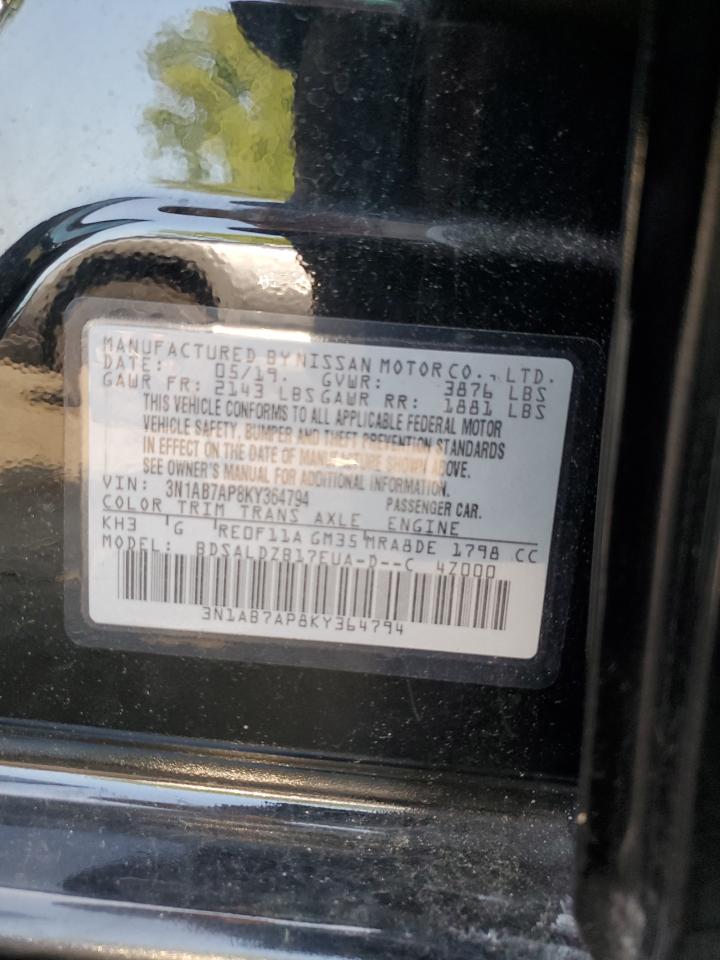 MANUFACTURED BY NISSAN MOTOR CO., LTD.
DATE: 05/19. GVWR: 3876 LBS
GAWR FR: 2143 LBS GAWR RR: 1881 LBS
THIS VEHICLE CONFORMS TO ALL APPLICABLE FEDERAL MOTOR
VEHICLE SAFETY, BUMPER AND THEFT PREVENTION STANDARDS
IN EFFECT ON THE DATE OF MANUFACTURE SHOWN ABOVE.
SEE OWNER'S MANUAL FOR ADDITIONAL INFORMATION.
VIN: 3N1AB7AP8KY364794 PASSENGER CAR.
COLOR TRIM TRANS AXLE ENGINE
KH3 G RE0F11A GM35 MRA8DE 1798 CC
MODEL: BDSALDZB17EUA-D--C 4Z000
3N1AB7AP8KY364794